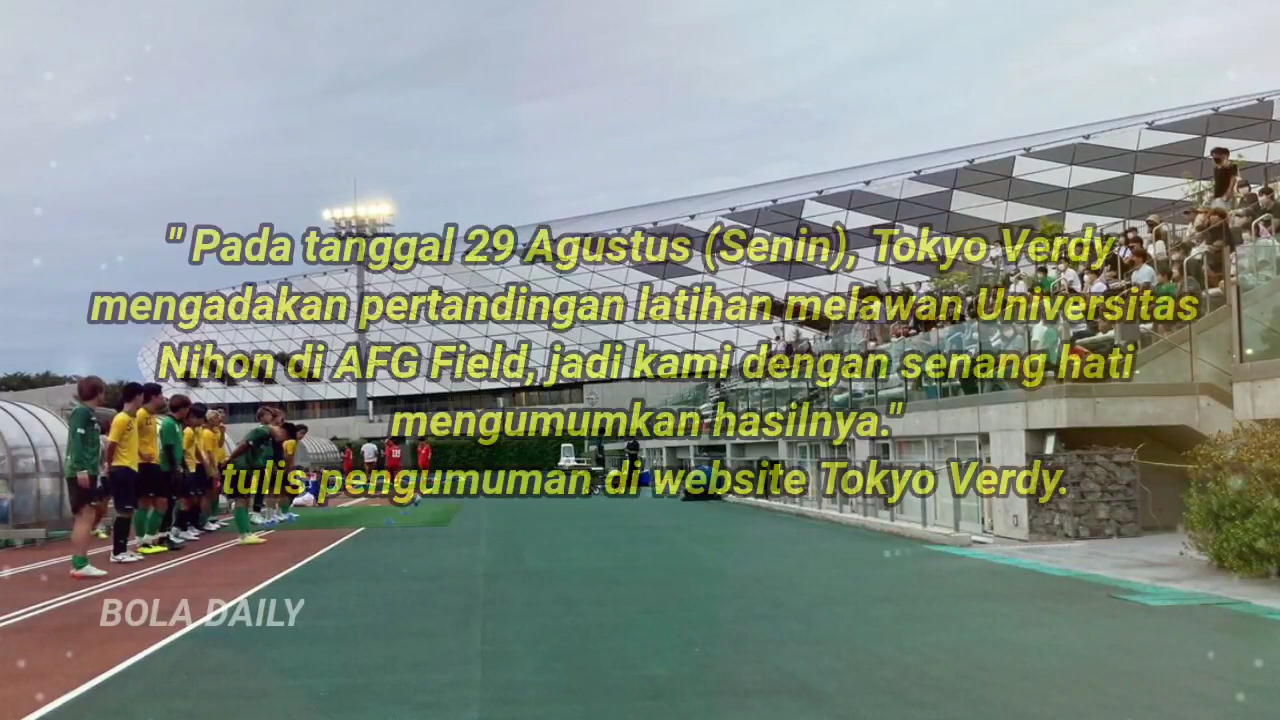 " Pada tanggal 29 Agustus (Senin), Tokyo Verdy
mengadakan pertandingan latihan melawan Universitas
Nihon di AFG Field, jadi kami dengan senang hati
mengumumkan hasilnya."
tulis pengumuman di website Tokyo Verdy.
BOLA DAILY